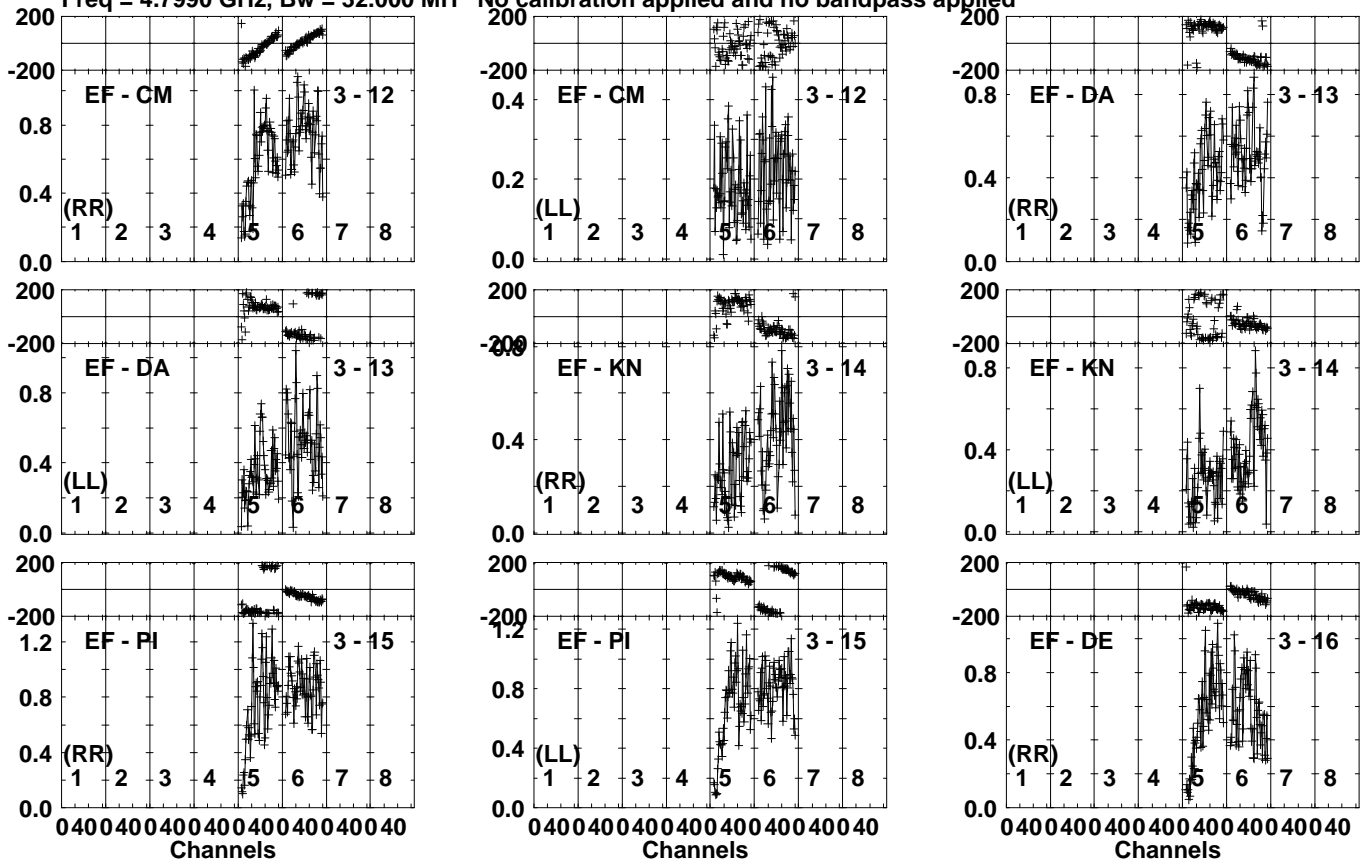 Freq = 4.7990 GHz, Bw = 32.000 MH No calibration applied and no bandpass applied
200 200 200
-200 -200 -200
EF - CM 3 - 12 EF - CM 3 - 12 EF - DA 3 - 13
0.8 0.4 0.8
0.4 0.2 0.4
(RR) (LL) (RR)
1 2 3 4 5 6 7 8 1 2 3 4 5 6 7 8 1 2 3 4 5 6 7 8
0.0 0.0 0.0
200 200 200
-200 -200 -200
0.8
EF - DA 3 - 13 EF - KN 3 - 14 EF - KN 3 - 14
0.8 0.8
0.4 0.4 0.4
(LL) (RR) (LL)
1 2 3 4 5 6 7 8 1 2 3 4 5 6 7 8 1 2 3 4 5 6 7 8
0.0 0.0 0.0
200 200 200
-200 -200 -200
1.2
EF - PI 3 - 15 EF - PI 3 - 15 EF - DE 3 - 16
1.2
0.8 0.8 0.8
0.4 0.4 0.4
(RR) (LL) (RR)
1 2 3 4 5 6 7 8 1 2 3 4 5 6 7 8 1 2 3 4 5 6 7 8
0.0 0.0 0.0
0 40 0 40 0 40 0 40 0 40 0 40 0 40 0 40 0 40 0 40 0 40 0 40 0 40 0 40 0 40 0 40 0 40 0 40 0 40 0 40 0 40 0 40 0 40 0 40
Channels Channels Channels